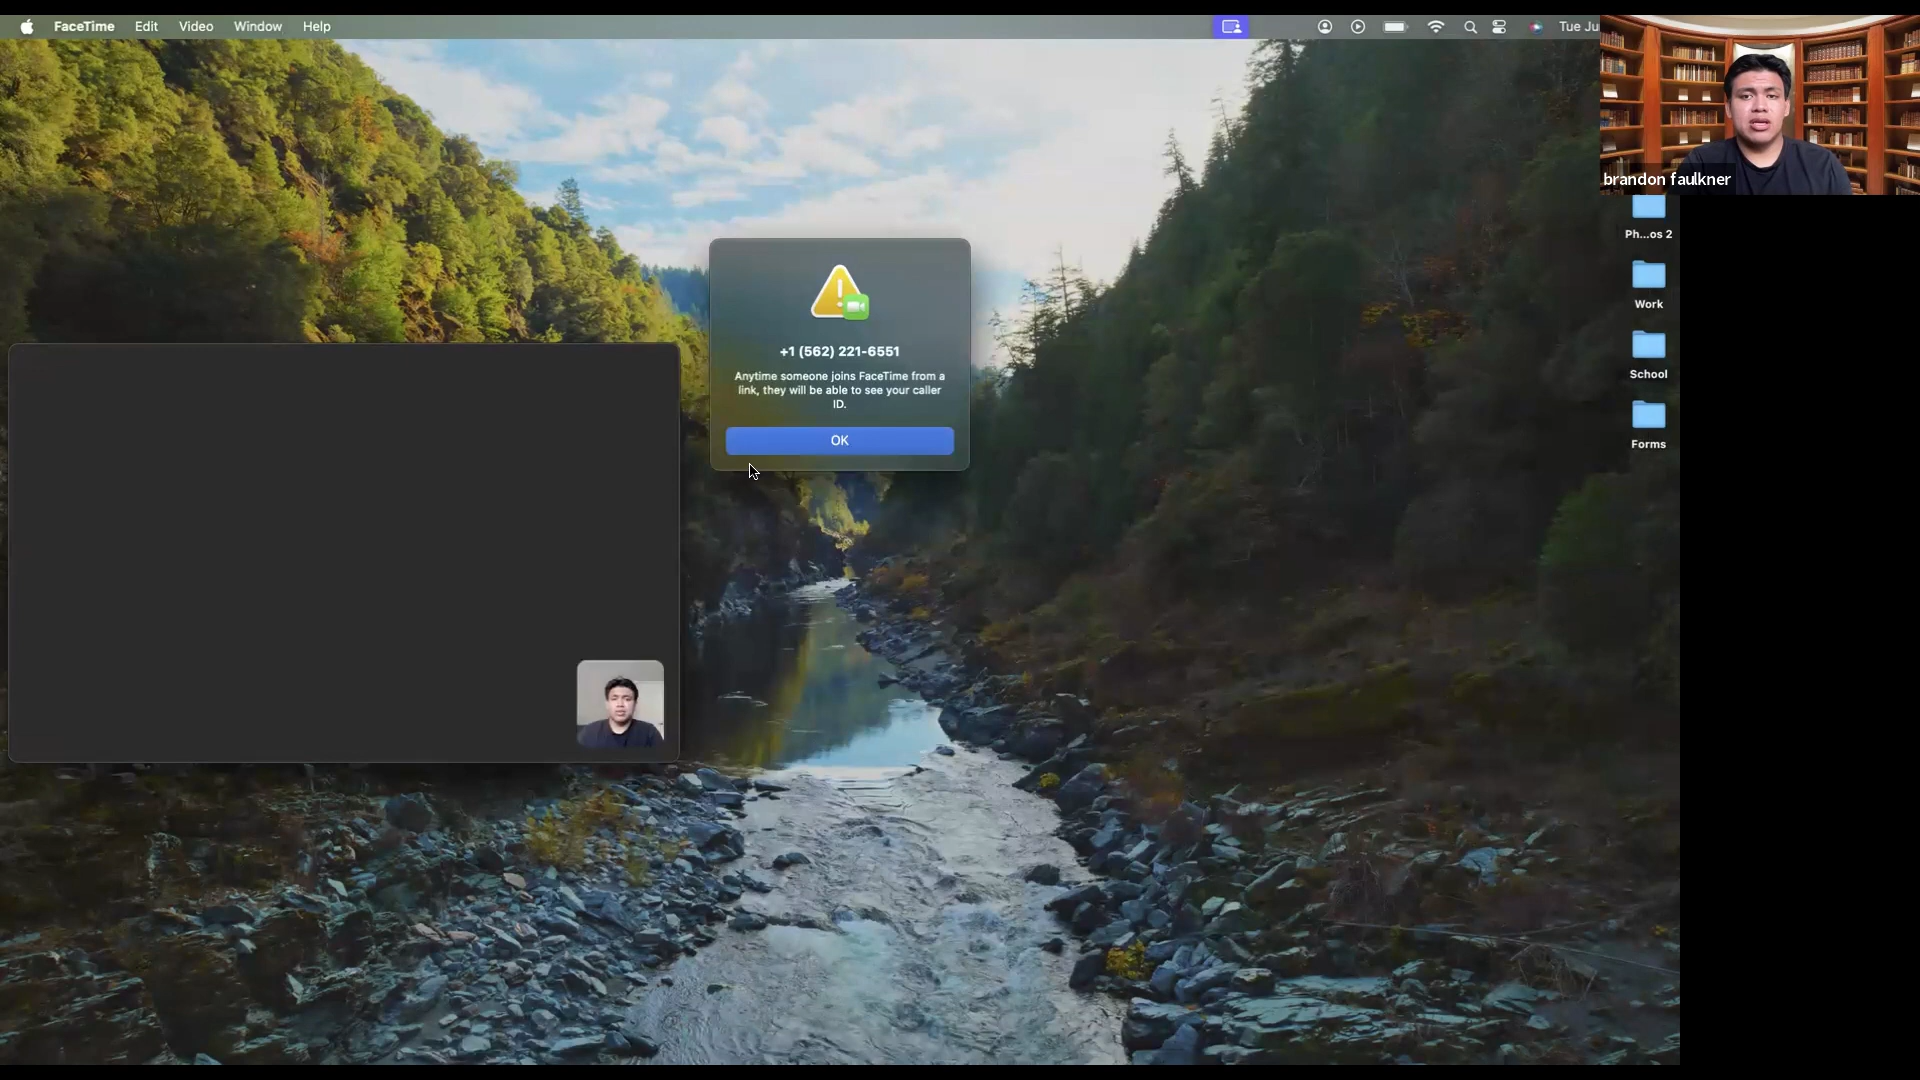 FaceTime Edit Video Window Help
Tue Ju
brandon faulkner
Ph...os 2
Work
School
Forms
+1 (562) 221-6551
Anytime someone joins FaceTime from a
link, they will be able to see your caller
ID.
OK